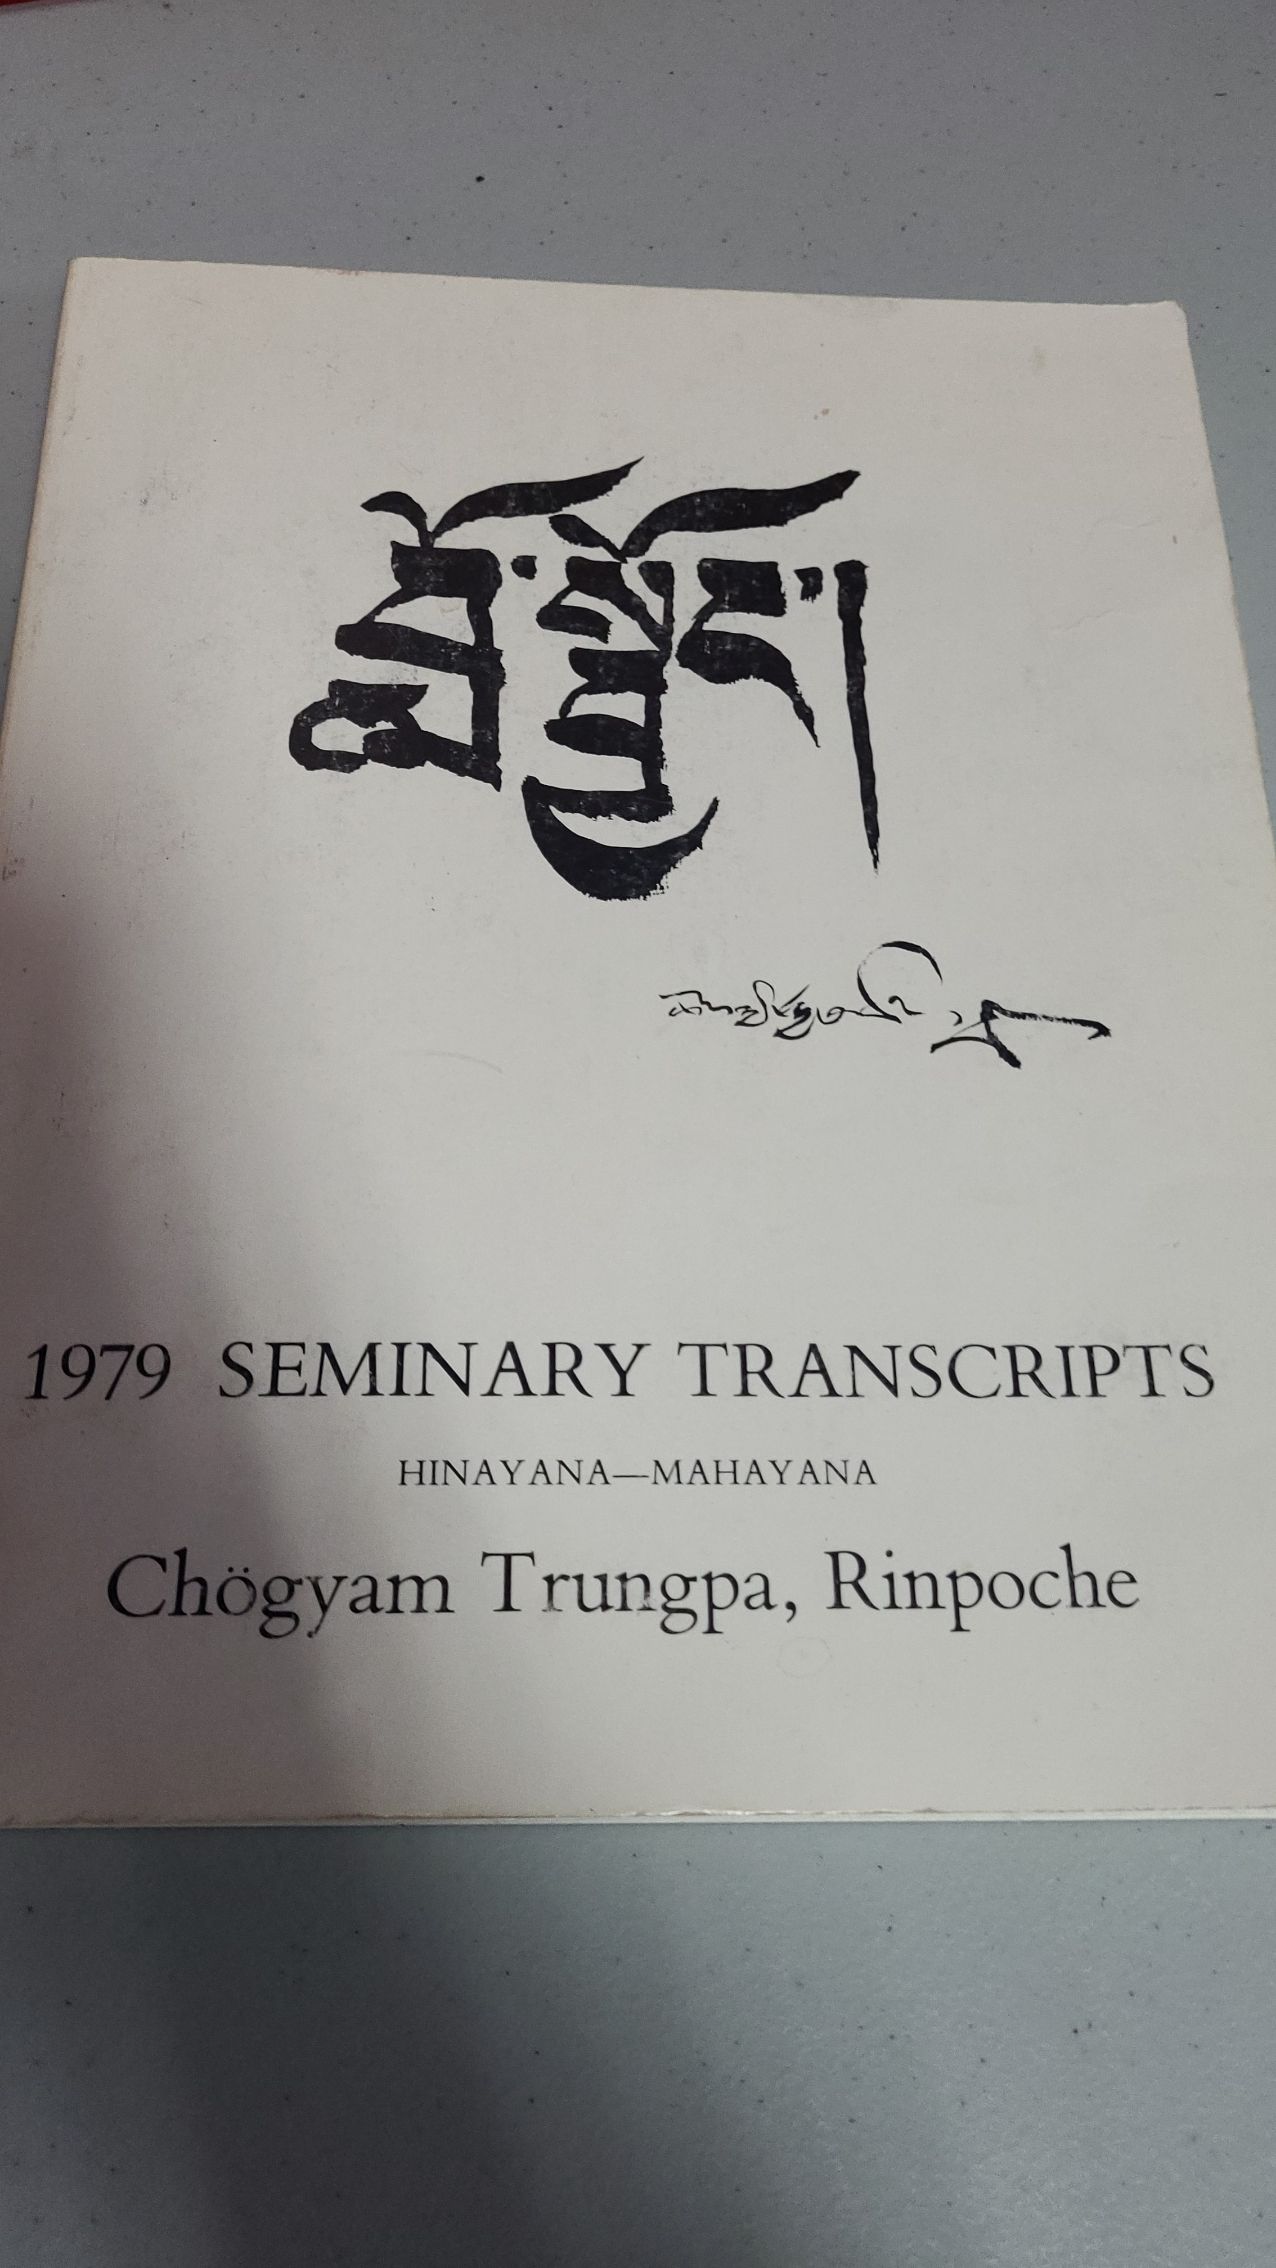 བློ་སྦྱོང་།
1979 SEMINARY TRANSCRIPTS
HINAYANA—MAHAYANA
Chögyam Trungpa, Rinpoche